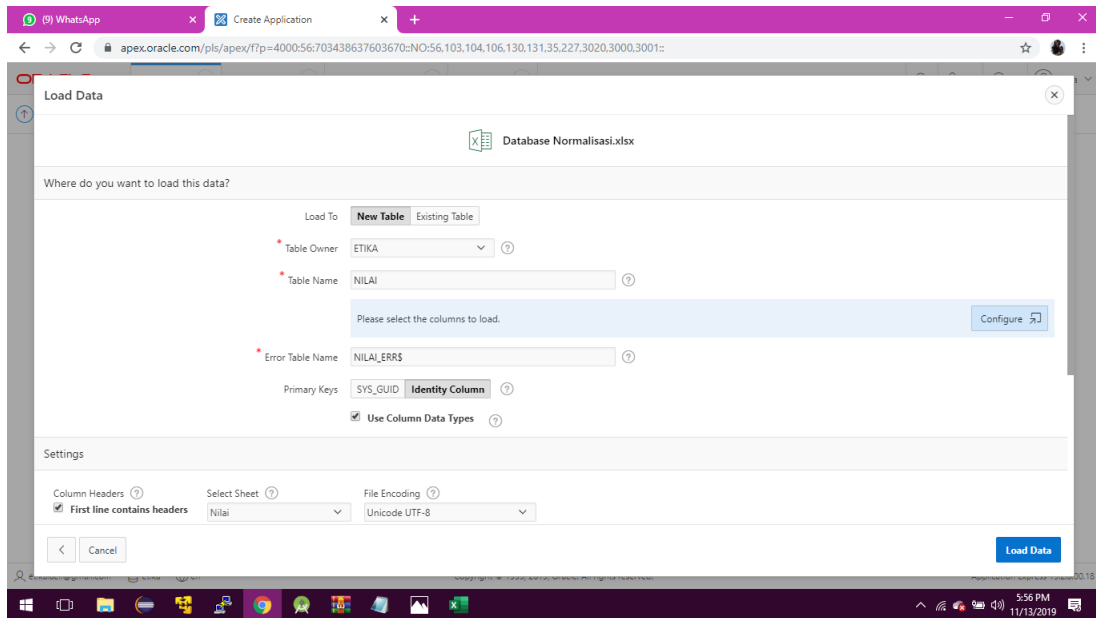 (9) WhatsApp
Create Application
apex.oracle.com/pls/apex/f?p=4000:56:703438637603670::NO:56,103,104,106,130,131,35,227,3020,3000,3001::
Load Data
Database Normalisasi.xlsx
Where do you want to load this data?
Load To New Table Existing Table
* Table Owner ETIKA ?
* Table Name NILAI ?
Please select the columns to load. Configure
* Error Table Name NILAI_ERR$ ?
Primary Keys SYS_GUID Identity Column ?
Use Column Data Types ?
Settings
Column Headers ? Select Sheet ? File Encoding ?
First line contains headers Nilai Unicode UTF-8
Cancel Load Data
5:56 PM
11/13/2019